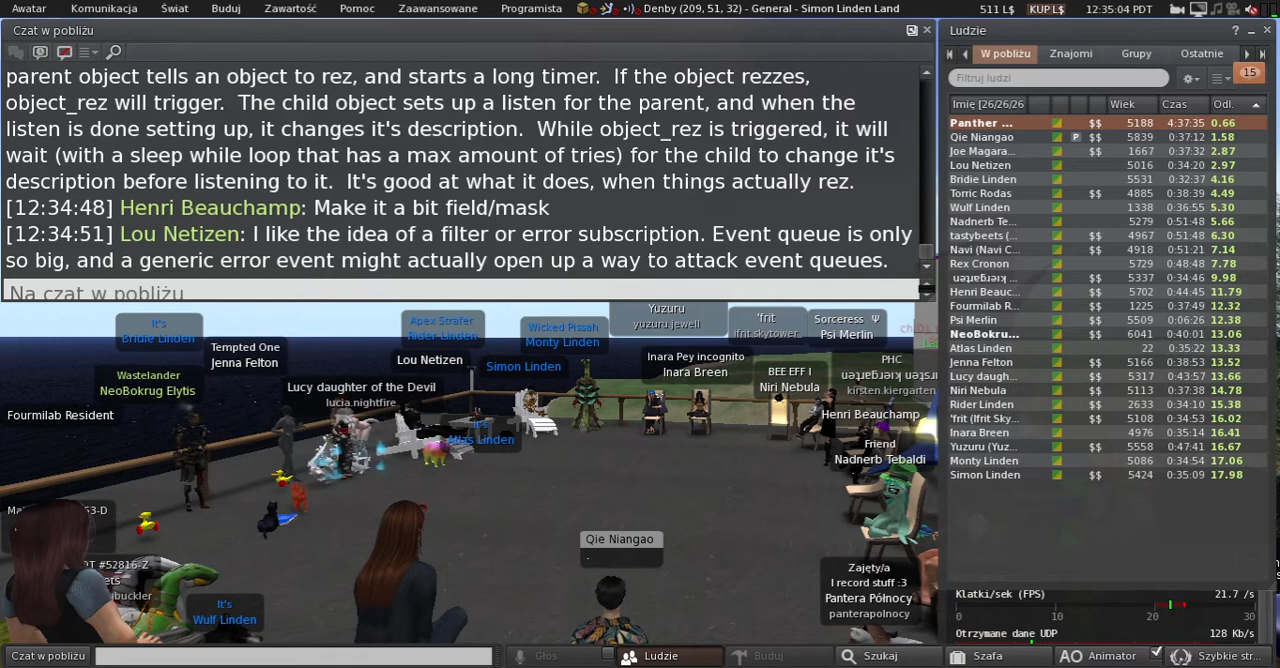 Awatar Komunikacja Świat Buduj Zawartość Pomoc Zaawansowane Programista Denby (209, 51, 32) - General - Simon Linden Land 511 L$ KUP L$ 12:35:04 PDT
Czat w pobliżu
parent object tells an object to rez, and starts a long timer.  If the object rezzes,
object_rez will trigger.  The child object sets up a listen for the parent, and when the
listen is done setting up, it changes it's description.  While object_rez is triggered, it will
wait (with a sleep while loop that has a max amount of tries) for the child to change it's
description before listening to it.  It's good at what it does, when things actually rez.
[12:34:48] Henri Beauchamp: Make it a bit field/mask
[12:34:51] Lou Netizen: I like the idea of a filter or error subscription. Event queue is only
so big, and a generic error event might actually open up a way to attack event queues.
Na czat w pobliżu
It's
Bridie Linden
Tempted One
Jenna Felton
Wastelander
NeoBokrug Elytis
Fourmilab Resident
Lucy daughter of the Devil
lucia.nightfire
Apex Strafer
Rider Linden
Lou Netizen
Wicked Pissah
Monty Linden
Simon Linden
It's
Atlas Linden
Yuzuru
yuzuru jewell
'frit
ifrit.skytower
Sorceress Ψ
Psi Merlin
Inara Pey incognito
Inara Breen
BEE EFF I
Niri Nebula
PHC
kirsten.kiergarten
Henri Beauchamp
Friend
Nadnerb Tebaldi
Qie Niangao
.
Zajęty/a
I record stuff :3
Pantera Północy
panterapolnocy
It's
Wulf Linden
Ludzie
W pobliżu Znajomi Grupy Ostatnie
Filtruj ludzi
15
Imię [26/26/26 Wiek Czas Odl.
Panther ... $$ 5188 4:37:35 0.66
Qie Niangao P $$ 5839 0:37:12 1.58
Joe Magara... $$ 1667 0:37:32 2.87
Lou Netizen 5016 0:34:20 2.97
Bridie Linden 5531 0:32:37 4.16
Torric Rodas $$ 4885 0:38:39 4.49
Wulf Linden 1338 0:36:55 5.30
Nadnerb Te... 5279 0:51:48 5.66
tastybeets (... $$ 4967 0:51:48 6.30
Navi (Navi C... $$ 4918 0:51:21 7.14
Rex Cronon 5729 0:48:48 7.78
$$ 5337 0:34:46 9.98
Henri Beauc... $$ 5702 0:44:45 11.79
Fourmilab R... $$ 1225 0:37:49 12.32
Psi Merlin $$ 5509 0:06:26 12.38
NeoBokru... $$ 6041 0:40:01 13.06
Atlas Linden 22 0:35:22 13.33
Jenna Felton $$ 5166 0:38:53 13.52
Lucy daugh... $$ 5317 0:43:57 13.66
Niri Nebula $$ 5113 0:37:38 14.78
Rider Linden $$ 2633 0:34:10 15.38
'frit (Ifrit Sky... $$ 5108 0:34:53 16.02
Inara Breen 4976 0:35:14 16.41
Yuzuru (Yuz... $$ 5558 0:47:41 16.67
Monty Linden 5086 0:34:54 17.06
Simon Linden $$ 5424 0:35:09 17.98
Klatki/sek (FPS) 21.7 /s
0 10 20 30
Otrzymane dane UDP 128 Kb/s
Czat w pobliżu Głos Ludzie Buduj Szukaj Szafa AO Animator Szybkie str...